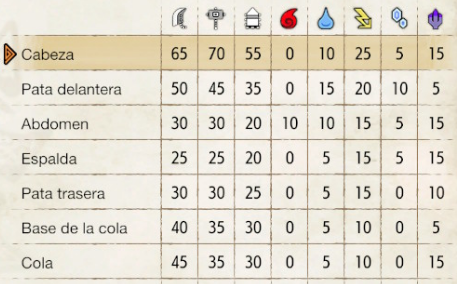 Cabeza 65 70 55 0 10 25 5 15
Pata delantera 50 45 35 0 15 20 10 5
Abdomen 30 30 20 10 10 15 5 15
Espalda 25 25 20 0 5 15 5 15
Pata trasera 30 30 25 0 5 15 0 10
Base de la cola 40 35 30 0 5 10 0 5
Cola 45 35 30 0 5 10 0 15